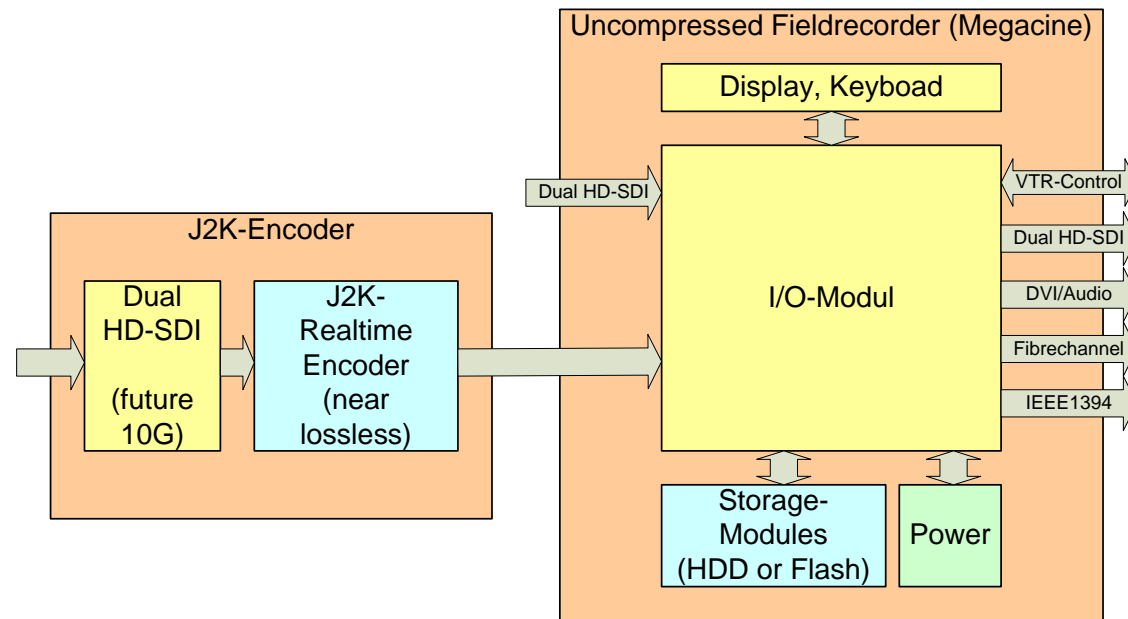 Uncompressed Fieldrecorder (Megacine)
Display, Keyboad
Dual HD-SDI
VTR-Control
Dual HD-SDI
I/O-Modul
DVI/Audio
Fibrechannel
IEEE1394
J2K-Encoder
Dual
HD-SDI
(future
10G)
J2K-
Realtime
Encoder
(near
lossless)
Storage-
Modules
(HDD or Flash)
Power